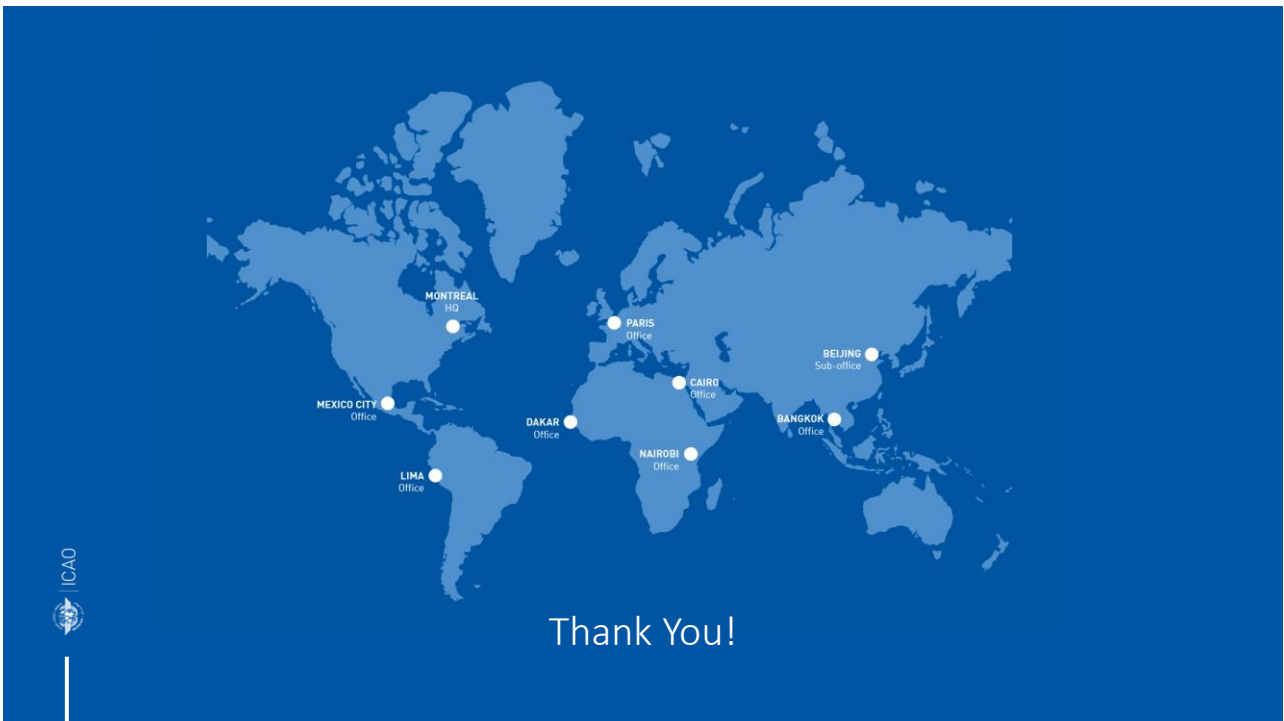 MONTREAL
HQ
PARIS
Office
BEIJING
Sub-office
CAIRO
Office
MEXICO CITY
Office
DAKAR
Office
BANGKOK
Office
NAIROBI
Office
LIMA
Office
ICAO
Thank You!